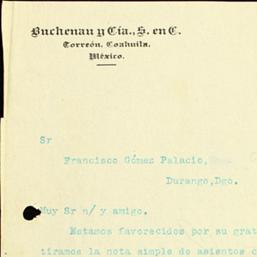 Buchenau y Cía., S. en C.
Torreón, Coahuila,
México.
Sr
Francisco Gómez Palacio,
Durango,Dgo.
Muy Sr n/ y amigo.
Estamos favorecidos por su grat
tiramos la nota simple de asientos c